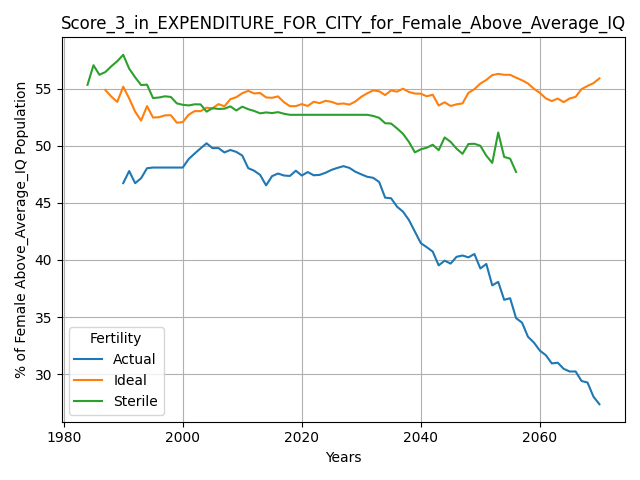 Score_3_in_EXPENDITURE_FOR_CITY_for_Female_Above_Average_IQ
% of Female Above_Average_IQ Population
55
50
45
40
35
30
Fertility
Actual
Ideal
Sterile
1980 2000 2020 2040 2060
Years